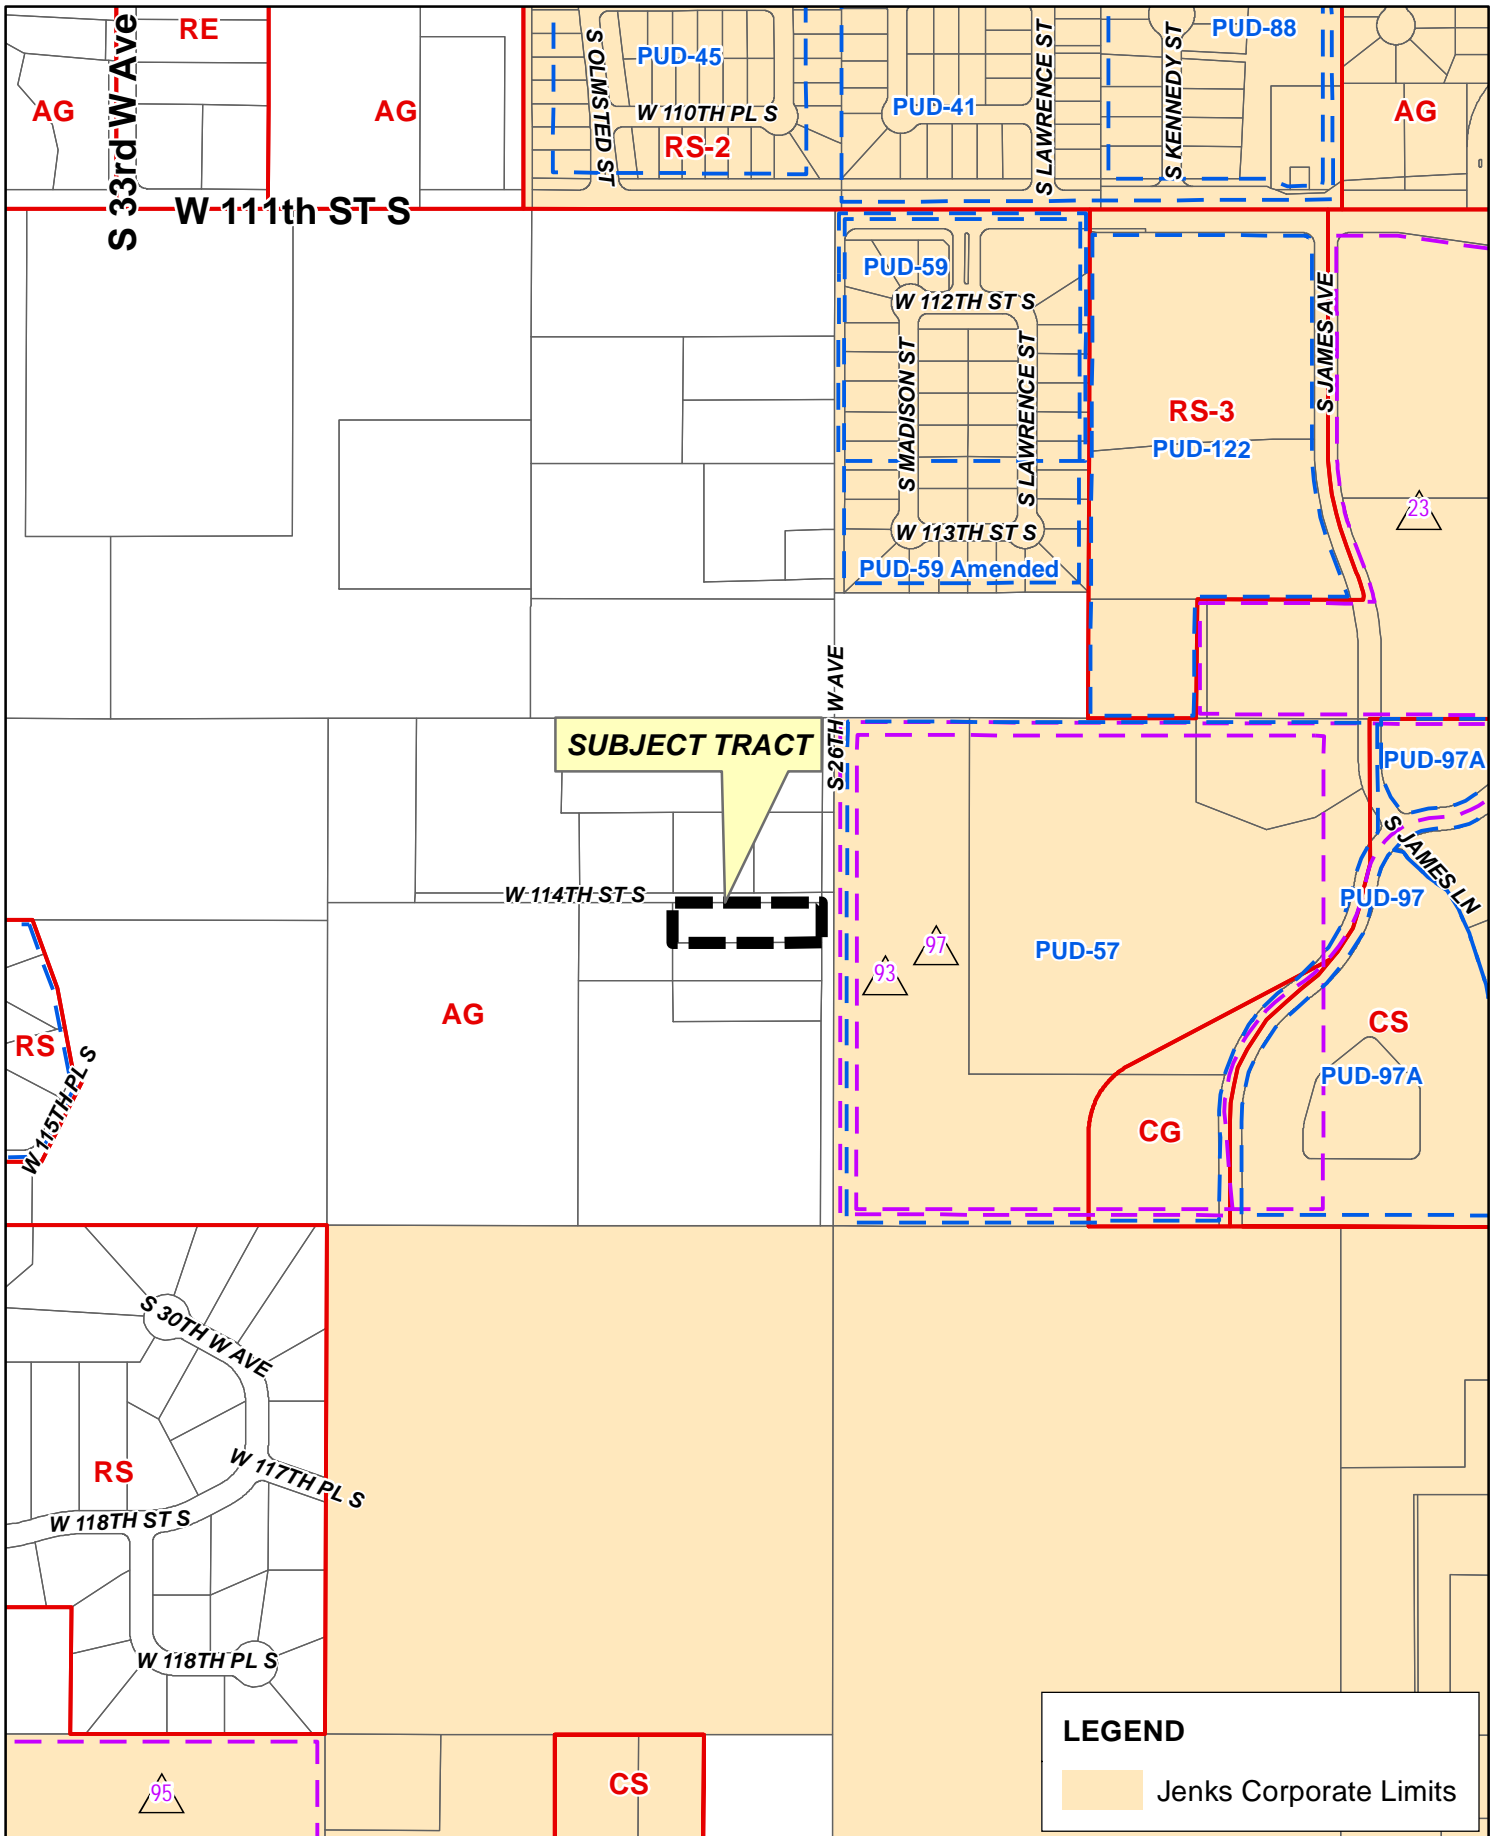 RE
S 33rd W Ave
AG
AG
S OLMSTED ST
PUD-45
W 110TH PL S
RS-2
PUD-41
S LAWRENCE ST
PUD-88
S KENNEDY ST
AG
W 111th ST S
PUD-59
W 112TH ST S
S MADISON ST
S LAWRENCE ST
S JAMES AVE
RS-3
PUD-122
23
W 113TH ST S
PUD-59 Amended
S 26TH W AVE
SUBJECT TRACT
PUD-97A
S JAMES LN
W 114TH ST S
PUD-97
97
PUD-57
93
AG
CS
RS
PUD-97A
W 115TH PL S
CG
S 30TH W AVE
RS
W 117TH PL S
W 118TH ST S
W 118TH PL S
LEGEND
Jenks Corporate Limits
CS
95